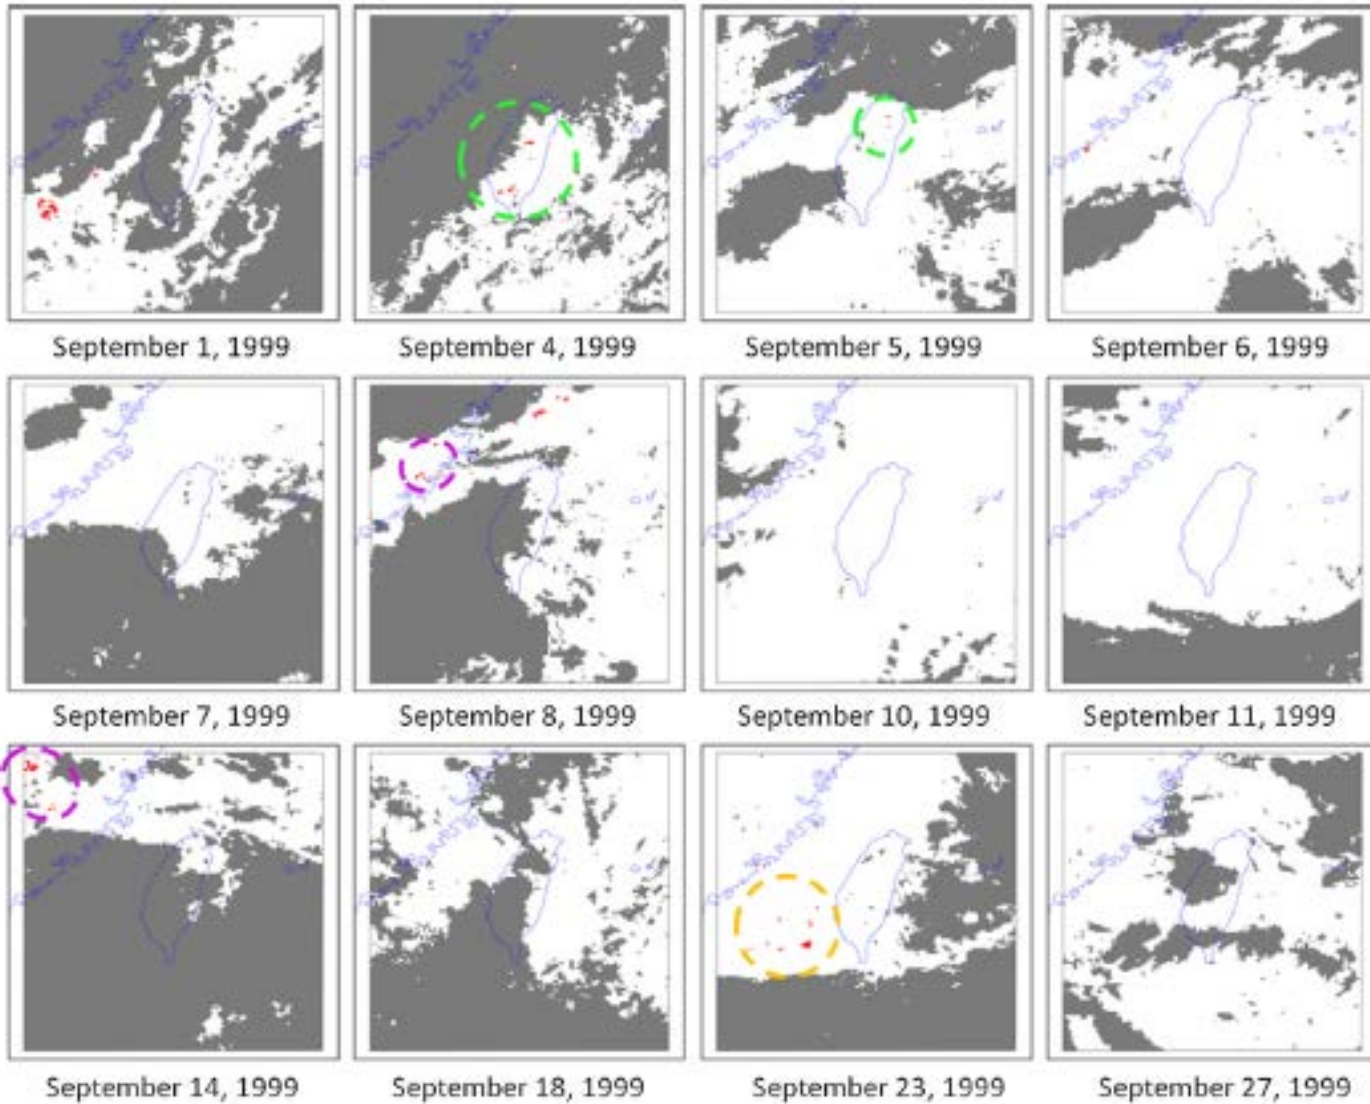 September 1, 1999
September 4, 1999
September 5, 1999
September 6, 1999
September 7, 1999
September 8, 1999
September 10, 1999
September 11, 1999
September 14, 1999
September 18, 1999
September 23, 1999
September 27, 1999